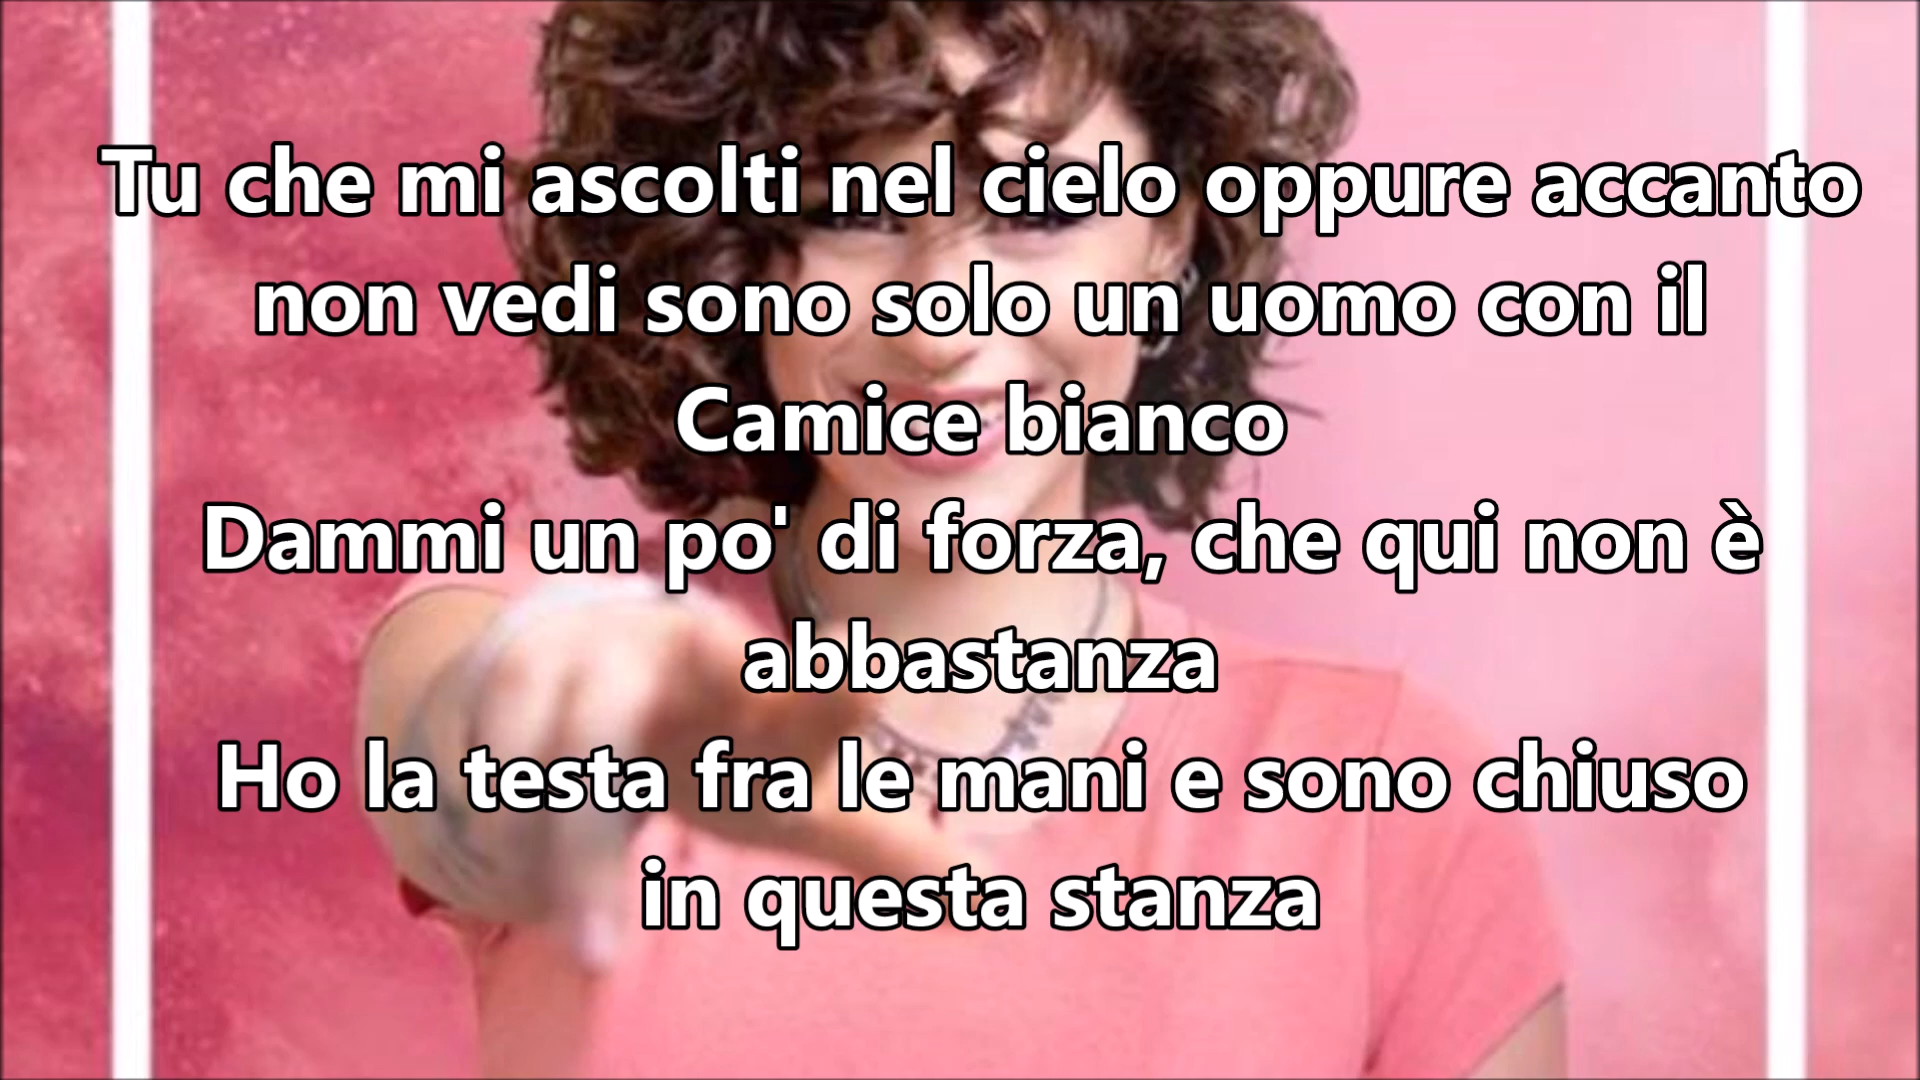 Tu che mi ascolti nel cielo oppure accanto
non vedi sono solo un uomo con il
Camice bianco
Dammi un po' di forza, che qui non è
abbastanza
Ho la testa fra le mani e sono chiuso
in questa stanza